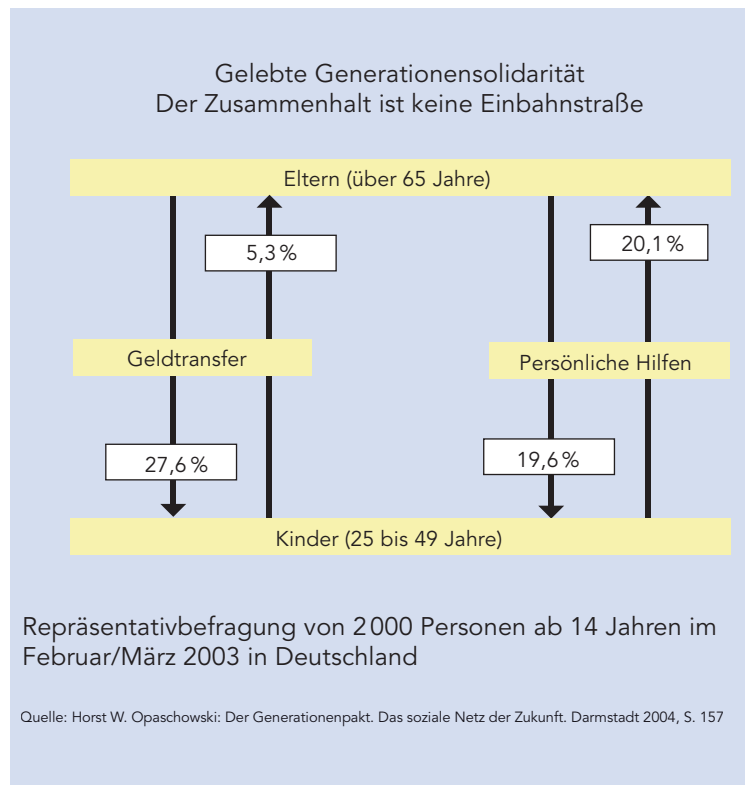 Gelebte Generationensolidarität
Der Zusammenhalt ist keine Einbahnstraße
Eltern (über 65 Jahre)
5,3 %
20,1 %
Geldtransfer
Persönliche Hilfen
27,6 %
19,6 %
Kinder (25 bis 49 Jahre)
Repräsentativbefragung von 2 000 Personen ab 14 Jahren im
Februar/März 2003 in Deutschland
Quelle: Horst W. Opaschowski: Der Generationenpakt. Das soziale Netz der Zukunft. Darmstadt 2004, S. 157